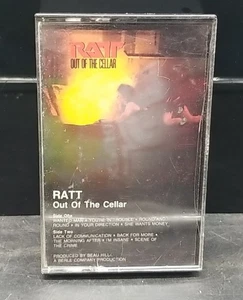 RATT
OUT OF THE CELLAR
RATT
Out Of The Cellar
Side One
WANTED MAN • YOU'RE IN TROUBLE • ROUND AND
ROUND • IN YOUR DIRECTION • SHE WANTS MONEY
Side Two
LACK OF COMMUNICATION • BACK FOR MORE •
THE MORNING AFTER • I'M INSANE • SCENE OF
THE CRIME
PRODUCED BY BEAU HILL
A BERLE COMPANY PRODUCTION